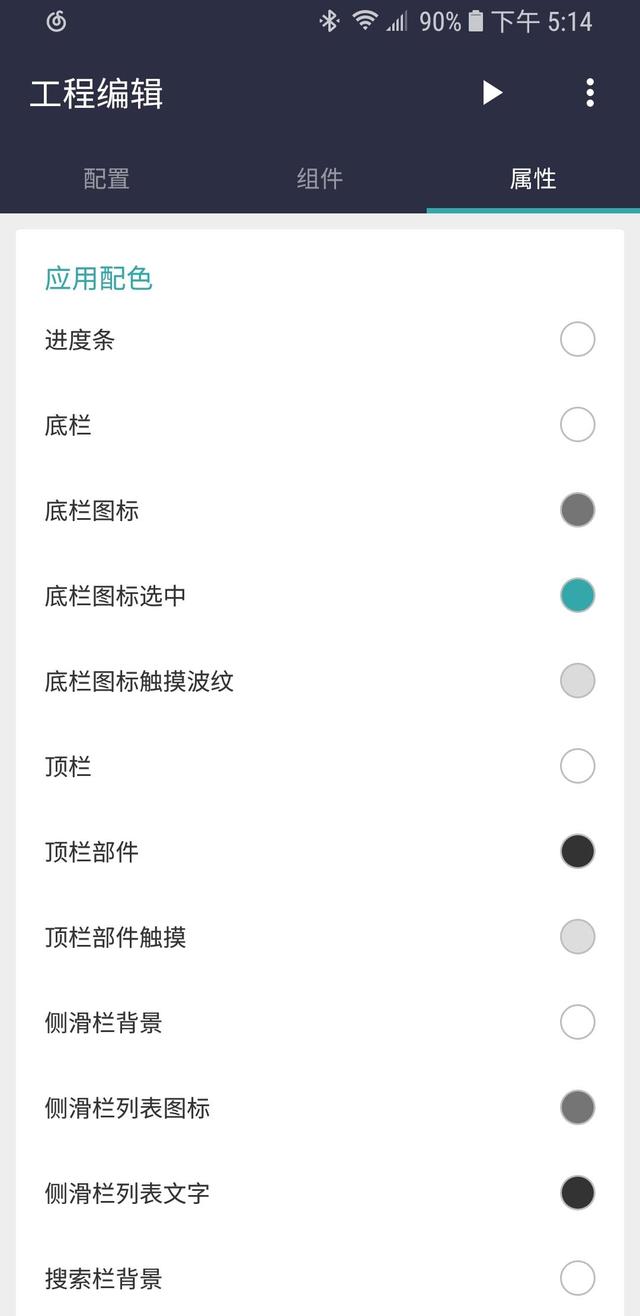 90% 下午 5:14
工程编辑
配置 组件 属性
应用配色
进度条
底栏
底栏图标
底栏图标选中
底栏图标触摸波纹
顶栏
顶栏部件
顶栏部件触摸
侧滑栏背景
侧滑栏列表图标
侧滑栏列表文字
搜索栏背景